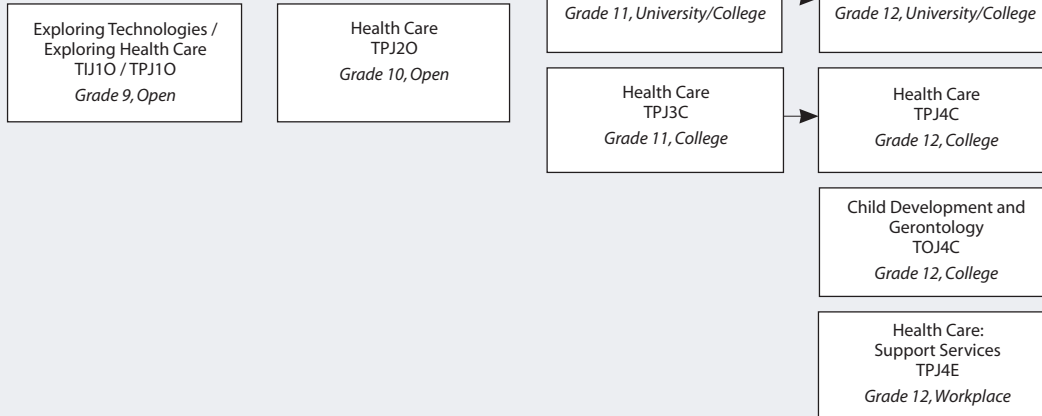 Exploring Technologies /
Exploring Health Care
TIJ1O / TPJ1O
Grade 9, Open
Health Care
TPJ2O
Grade 10, Open
Grade 11, University/College
Grade 12, University/College
Health Care
TPJ3C
Grade 11, College
Health Care
TPJ4C
Grade 12, College
Child Development and
Gerontology
TOJ4C
Grade 12, College
Health Care:
Support Services
TPJ4E
Grade 12, Workplace